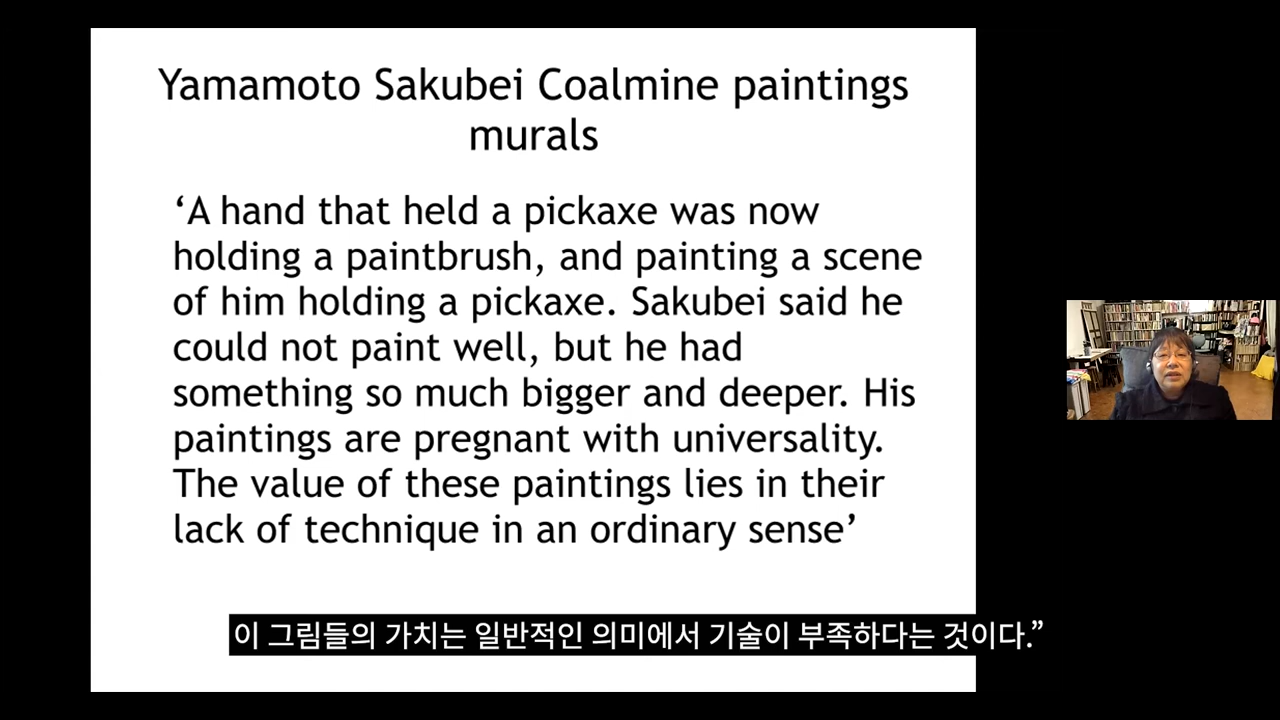 Yamamoto Sakubei Coalmine paintings
murals
‘A hand that held a pickaxe was now
holding a paintbrush, and painting a scene
of him holding a pickaxe. Sakubei said he
could not paint well, but he had
something so much bigger and deeper. His
paintings are pregnant with universality.
The value of these paintings lies in their
lack of technique in an ordinary sense’
이 그림들의 가치는 일반적인 의미에서 기술이 부족하다는 것이다.”